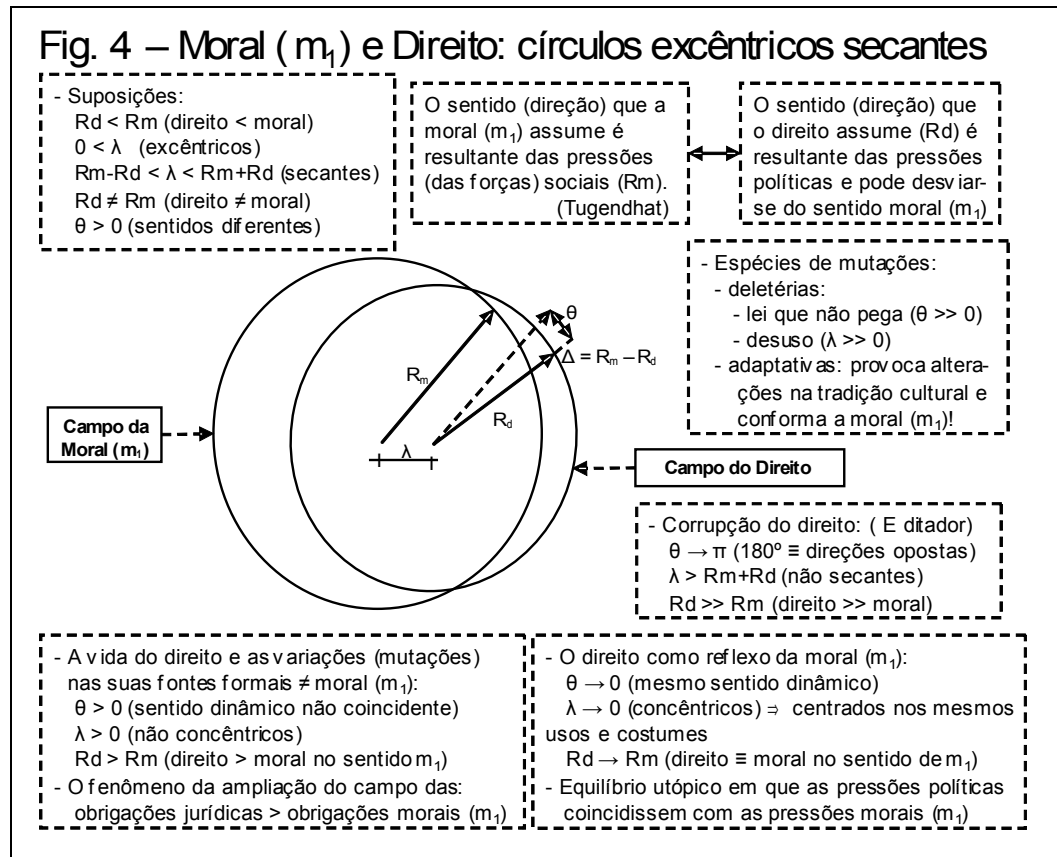 Fig. 4 – Moral ( m₁) e Direito: círculos excêntricos secantes
- Suposições:
Rd < Rm (direito < moral)
0 < λ (excêntricos)
Rm-Rd < λ < Rm+Rd (secantes)
Rd ≠ Rm (direito ≠ moral)
θ > 0 (sentidos diferentes)
O sentido (direção) que a
moral (m₁) assume é
resultante das pressões
(das forças) sociais (Rm).
(Tugendhat)
O sentido (direção) que
o direito assume (Rd) é
resultante das pressões
políticas e pode desviar-
se do sentido moral (m₁)
- Espécies de mutações:
- deletérias:
- lei que não pega (θ >> 0)
- desuso (λ >> 0)
- adaptativas: provoca altera-
ções na tradição cultural e
conforma a moral (m₁)!
θ
Δ = Rₘ – R_d
Rₘ
R_d
λ
Campo da
Moral (m₁)
Campo do Direito
- Corrupção do direito: ( E ditador)
θ → π (180º ≡ direções opostas)
λ > Rm+Rd (não secantes)
Rd >> Rm (direito >> moral)
- A vida do direito e as variações (mutações)
nas suas fontes formais ≠ moral (m₁):
θ > 0 (sentido dinâmico não coincidente)
λ > 0 (não concêntricos)
Rd > Rm (direito > moral no sentido m₁)
- O fenômeno da ampliação do campo das:
obrigações jurídicas > obrigações morais (m₁)
- O direito como reflexo da moral (m₁):
θ → 0 (mesmo sentido dinâmico)
λ → 0 (concêntricos) ⇒ centrados nos mesmos
usos e costumes
Rd → Rm (direito ≡ moral no sentido de m₁)
- Equilíbrio utópico em que as pressões políticas
coincidissem com as pressões morais (m₁)